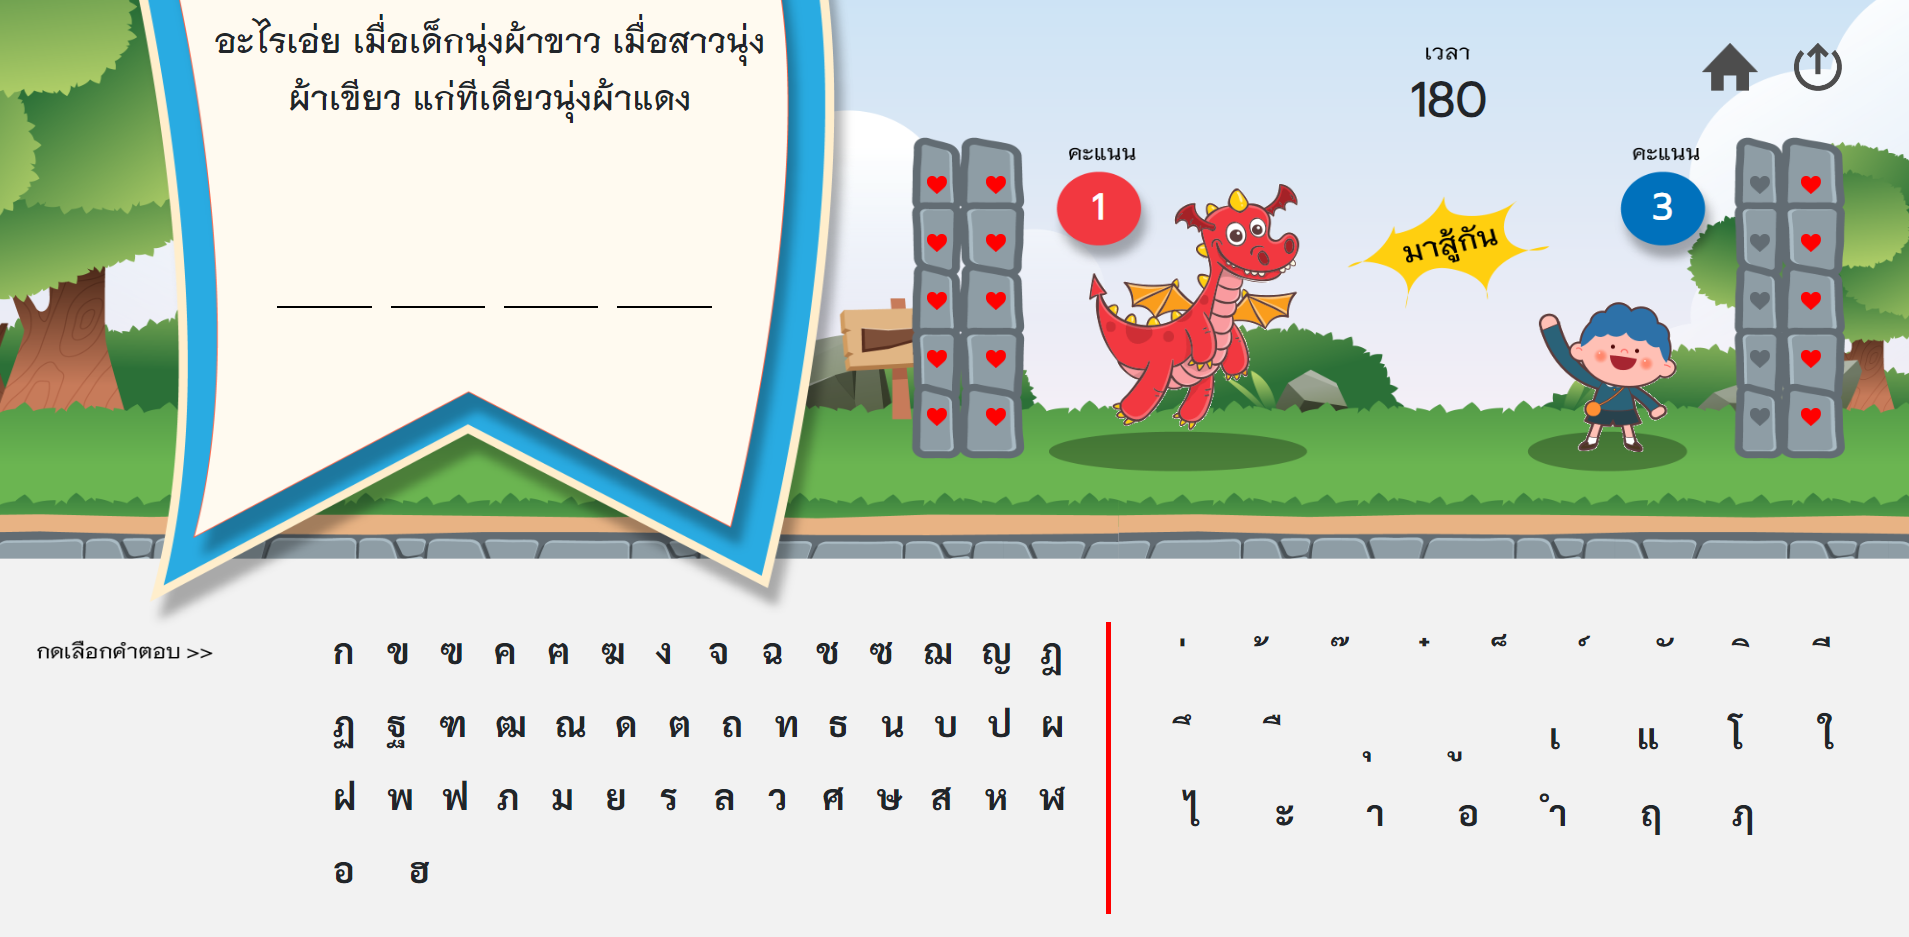 อะไรเอ่ย เมื่อเด็กนุ่งผ้าขาว เมื่อสาวนุ่ง
ผ้าเขียว แก่ทีเดียวนุ่งผ้าแดง
เวลา
180
คะแนน
1
มาสู้กัน
คะแนน
3
กดเลือกคำตอบ >>
ก ข ฃ ค ฅ ฆ ง จ ฉ ช ซ ฌ ญ ฎ
ฏ ฐ ฑ ฒ ณ ด ต ถ ท ธ น บ ป ผ
ฝ พ ฟ ภ ม ย ร ล ว ศ ษ ส ห ฬ
อ ฮ
่ ้ ๊ ๋ ็ ์ ั ิ ี
ึ ื ุ ู เ แ โ ใ
ไ ะ า อ ำ ฤ ฦ